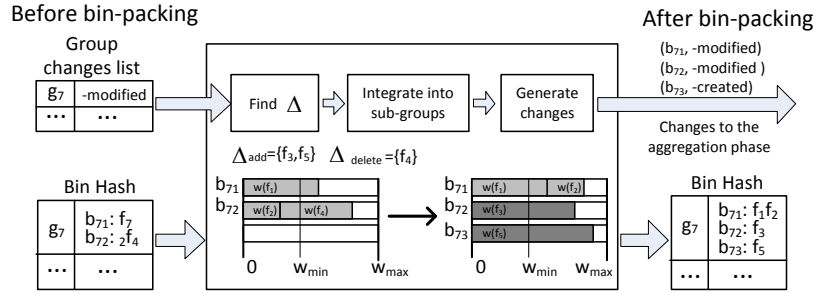 Before bin-packing
After bin-packing
Group
changes list
g7 -modified
... ...
Find Δ
Integrate into
sub-groups
Generate
changes
(b71, -modified)
(b72, -modified )
(b73, -created)
Changes to the
aggregation phase
Δadd={f3,f5} Δ delete ={f4}
Bin Hash
g7
b71: f7
b72: 2f4
... ...
b71 w(f1)
b72 w(f2) w(f4)
0 wmin wmax
b71 w(f1) w(f2)
b72 w(f3)
b73 w(f5)
0 wmin wmax
Bin Hash
g7
b71: f1f2
b72: f3
b73: f5
... ...